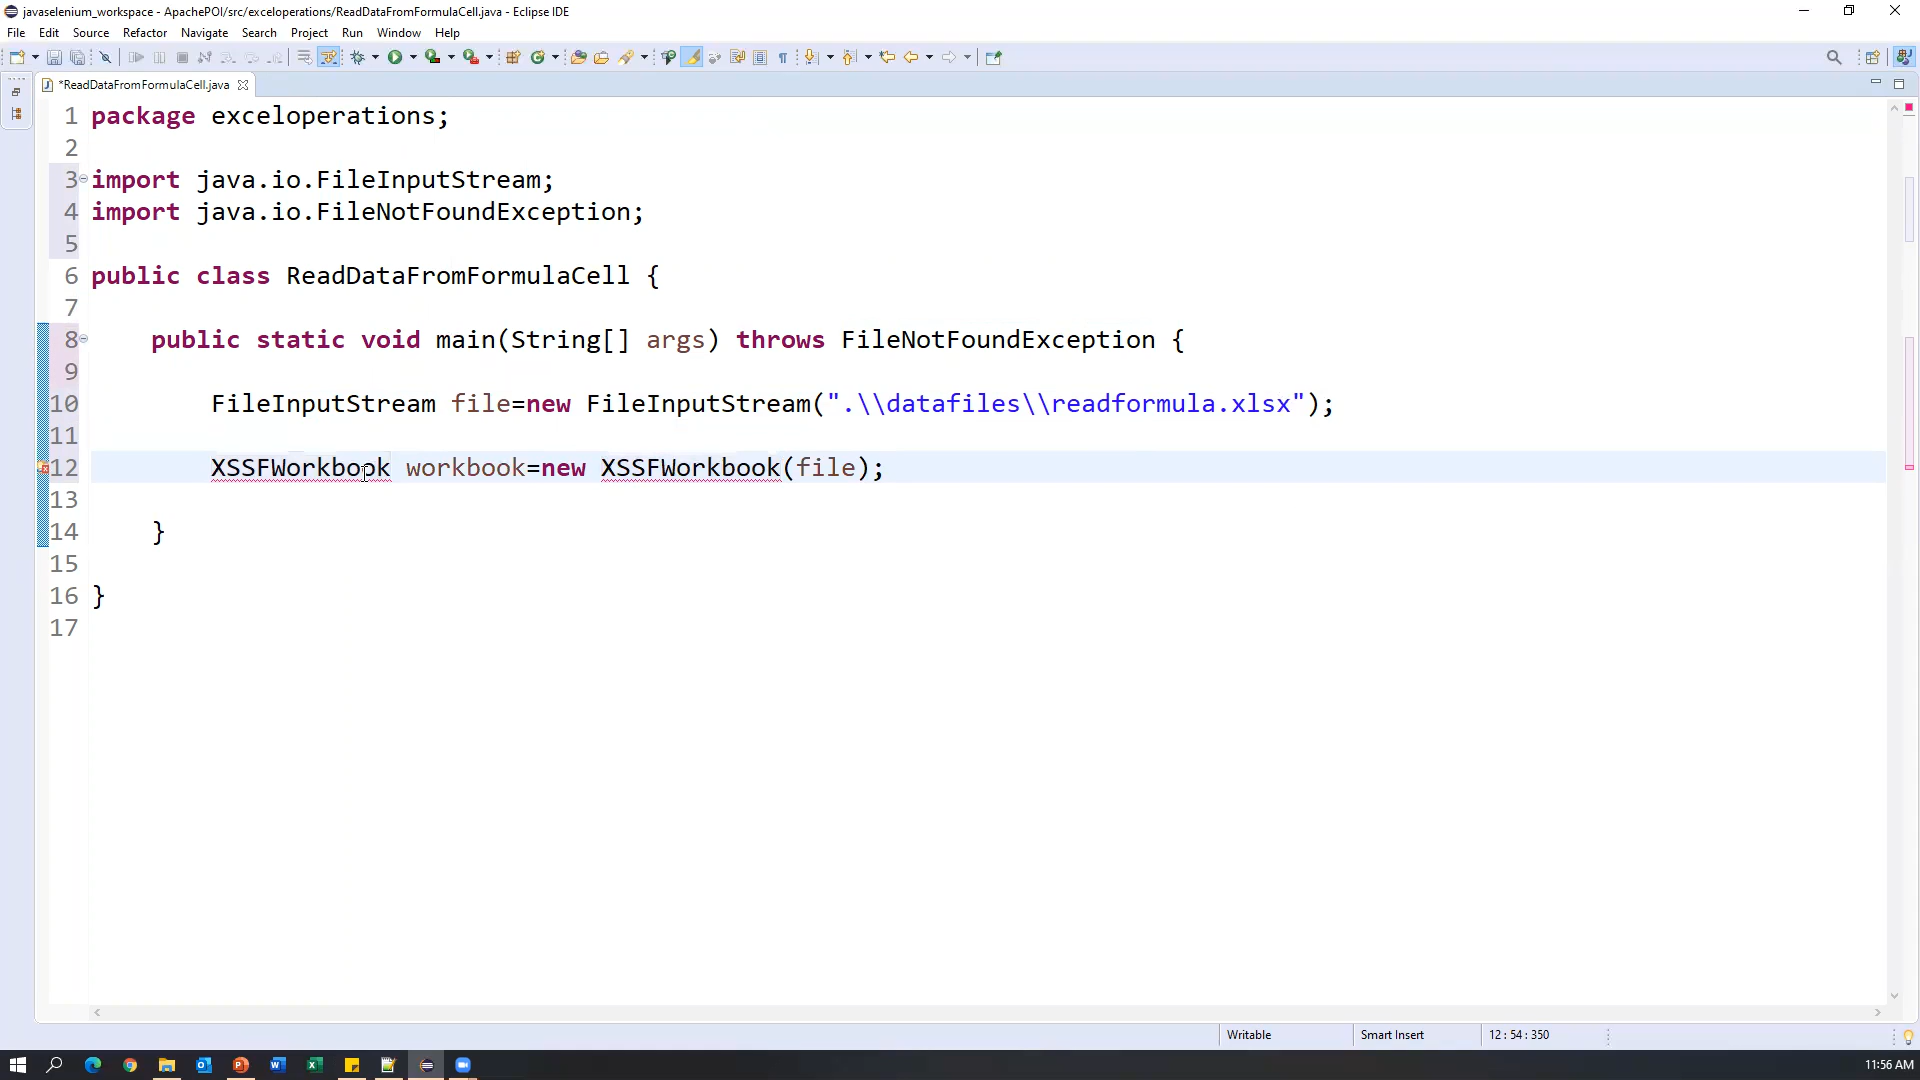 javaselenium_workspace - ApachePOI/src/exceloperations/ReadDataFromFormulaCell.java - Eclipse IDE
File Edit Source Refactor Navigate Search Project Run Window Help
*ReadDataFromFormulaCell.java
1 package exceloperations;
2
3 import java.io.FileInputStream;
4 import java.io.FileNotFoundException;
5
6 public class ReadDataFromFormulaCell {
7
8 public static void main(String[] args) throws FileNotFoundException {
9
10 FileInputStream file=new FileInputStream(".\\datafiles\\readformula.xlsx");
11
12 XSSFWorkbook workbook=new XSSFWorkbook(file);
13
14 }
15
16 }
17
Writable Smart Insert 12 : 54 : 350
11:56 AM